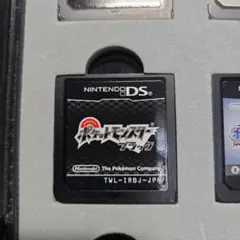 NINTENDO DS™
ポケットモンスター
ブラック
Nintendo
The Pokémon Company
TWL-IRBJ-JPN